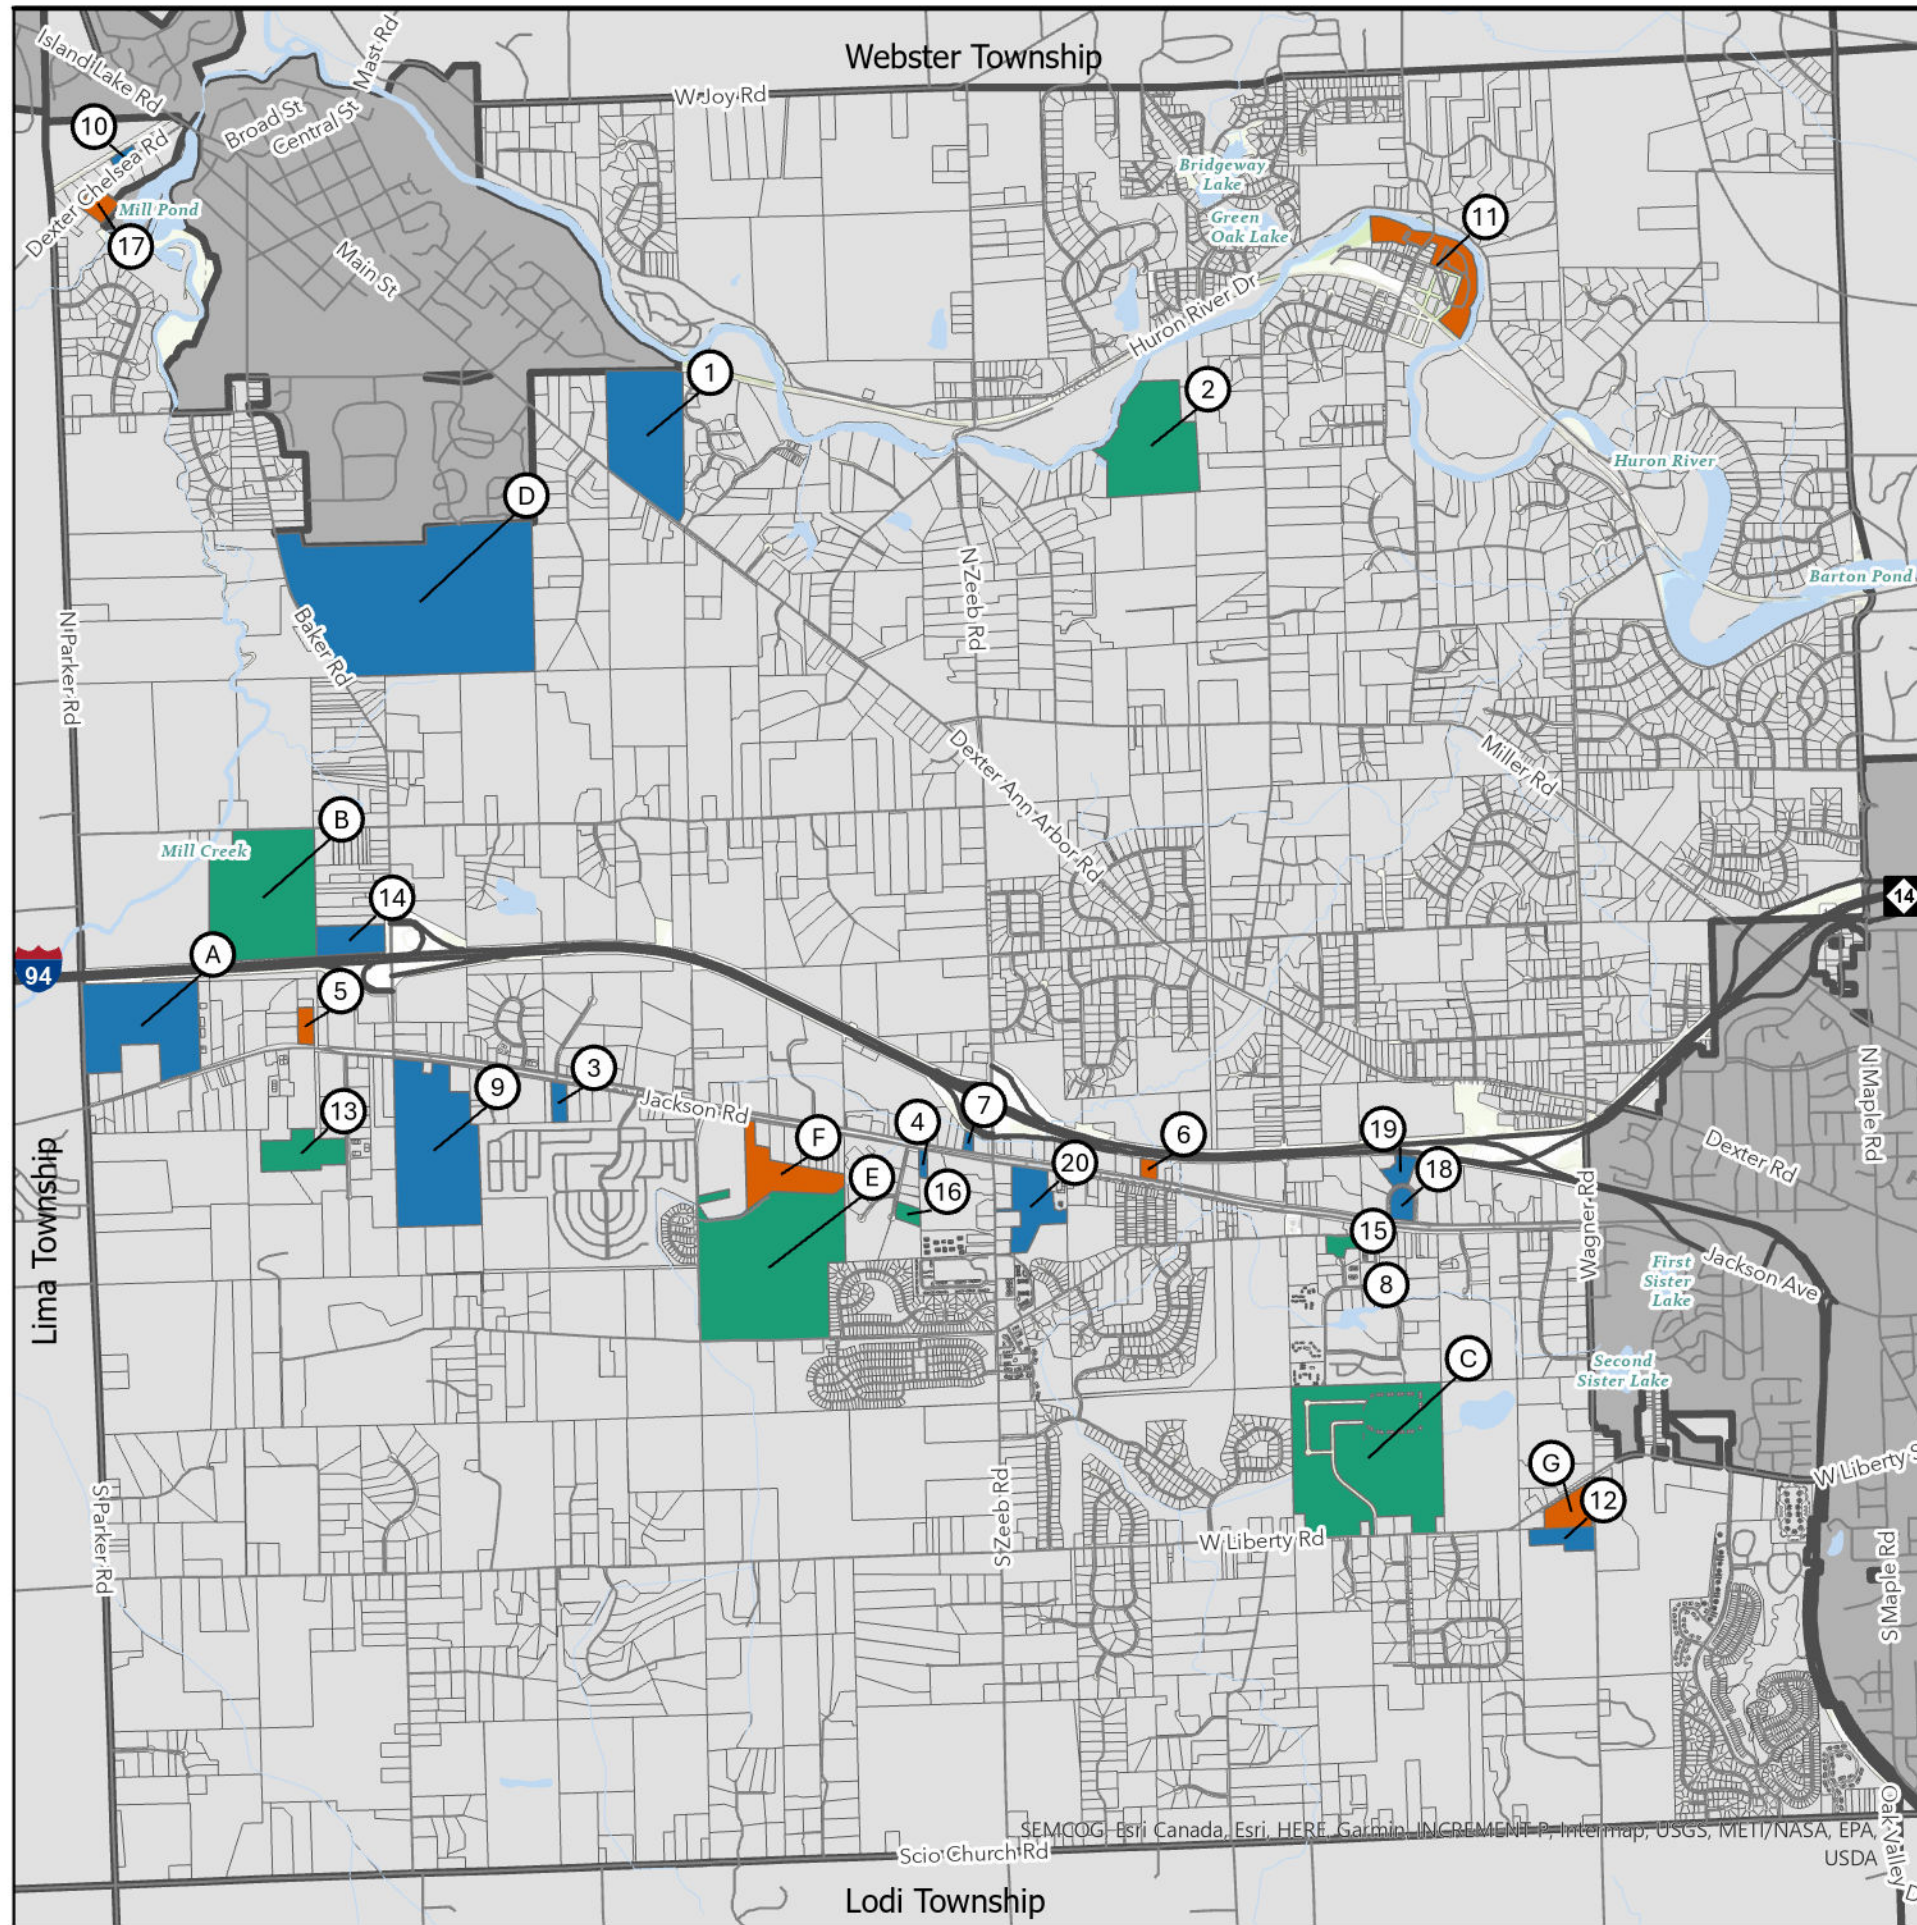 Webster Township
Island Lake Rd
Mast Rd
W Joy Rd
10
Broad St
Central St
Dexter Chelsea Rd
Bridgeway
Lake
Mill Pond
Green
Oak Lake
11
17
Main St
Huron River Dr
1
2
Huron River
D
N Zeeb Rd
Barton Pond
N Parker Rd
Baker Rd
Dexter Ann Arbor Rd
Miller Rd
B
Mill Creek
14
14
A
94
5
3
9
7
Jackson Rd
13
4
6
19
N Maple Rd
F
20
18
Dexter Rd
E
16
Lima Township
15
Wagner Rd
First
Sister
Lake
Jackson Ave
8
C
Second
Sister Lake
G
12
W Liberty S
S Parker Rd
S Zeeb Rd
W Liberty Rd
S Maple Rd
SEMCOG, Esri Canada, Esri, HERE, Garmin, INCREMENT P, Intermap, USGS, METI/NASA, EPA,
USDA
Scio Church Rd
Oak Valley D
Lodi Township